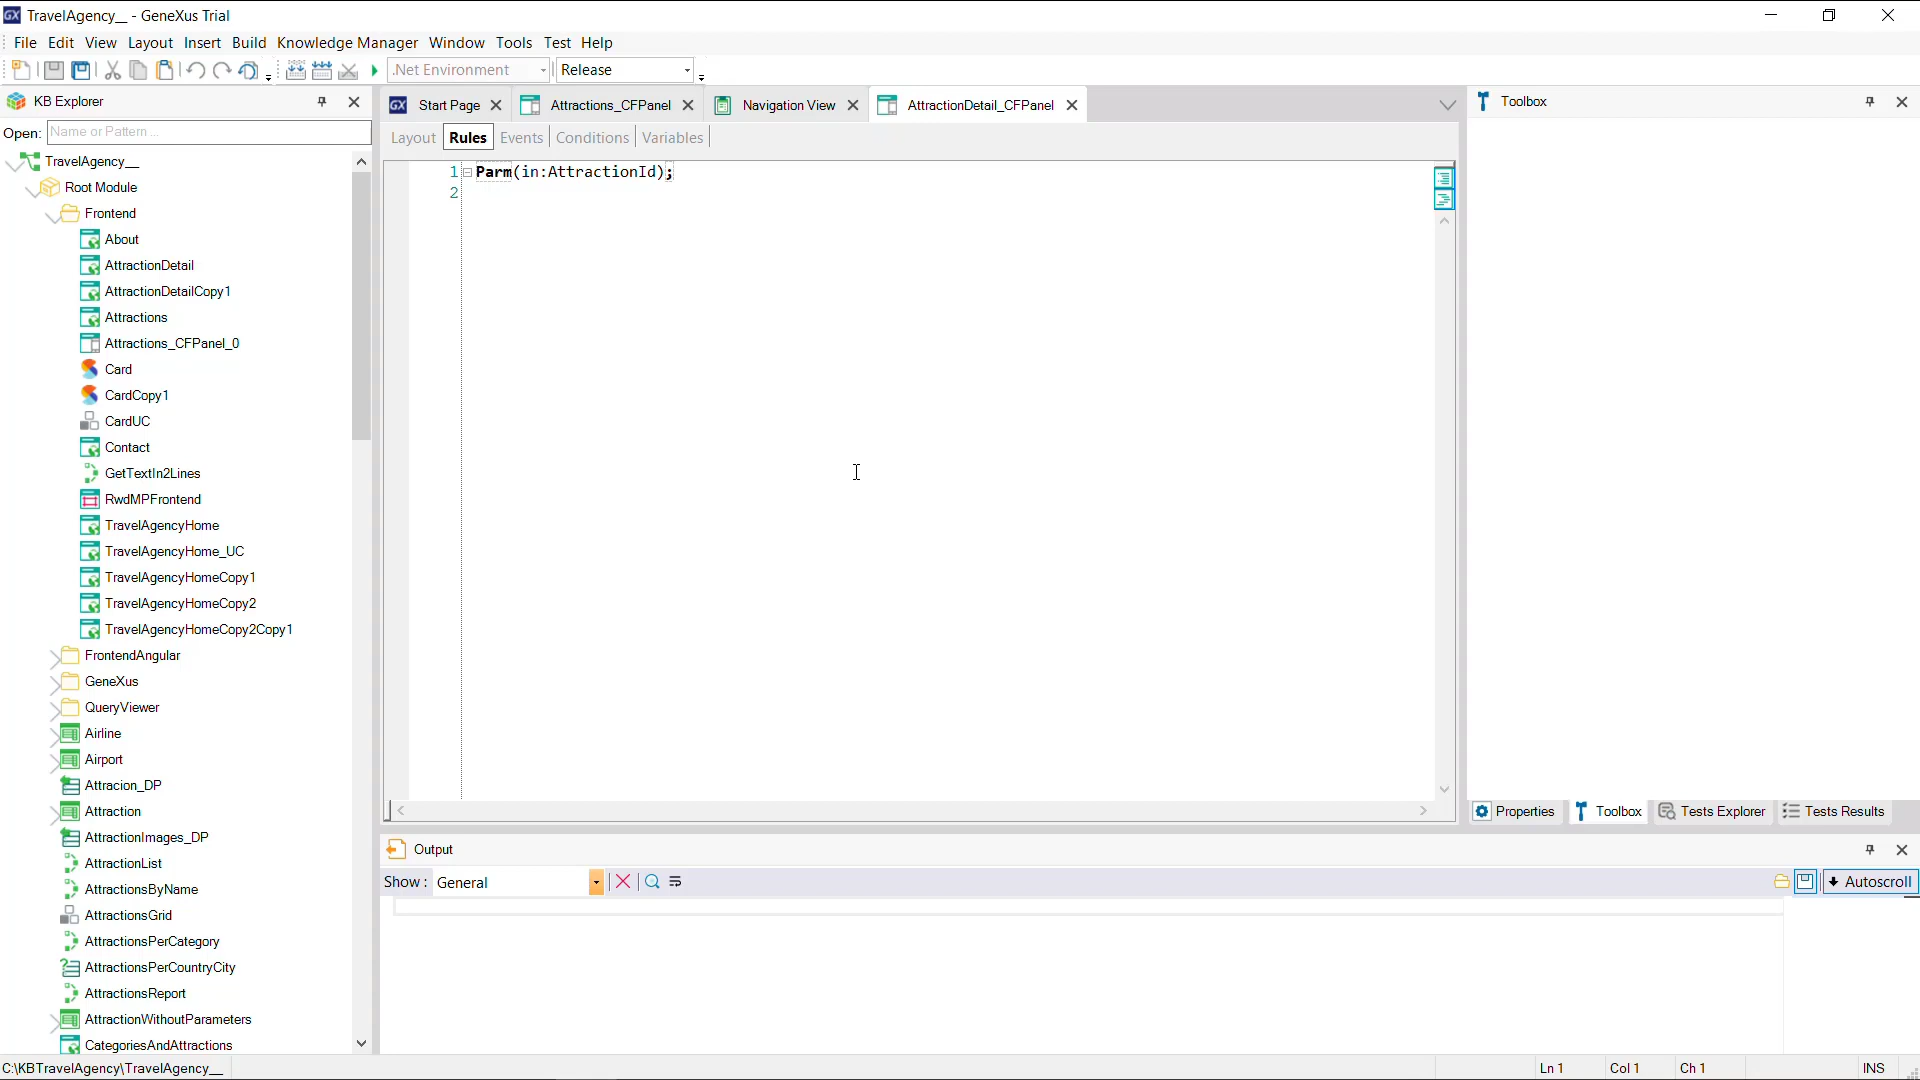 TravelAgency__ - GeneXus Trial
File Edit View Layout Insert Build Knowledge Manager Window Tools Test Help
.Net Environment Release
KB Explorer
Open: Name or Pattern ...
TravelAgency__
Root Module
Frontend
About
AttractionDetail
AttractionDetailCopy1
Attractions
Attractions_CFPanel_0
Card
CardCopy1
CardUC
Contact
GetTextIn2Lines
RwdMPFrontend
TravelAgencyHome
TravelAgencyHome_UC
TravelAgencyHomeCopy1
TravelAgencyHomeCopy2
TravelAgencyHomeCopy2Copy1
FrontendAngular
GeneXus
QueryViewer
Airline
Airport
Attracion_DP
Attraction
AttractionImages_DP
AttractionList
AttractionsByName
AttractionsGrid
AttractionsPerCategory
AttractionsPerCountryCity
AttractionsReport
AttractionWithoutParameters
CategoriesAndAttractions
GX Start Page Attractions_CFPanel Navigation View AttractionDetail_CFPanel
Layout Rules Events Conditions Variables
1 Parm(in:AttractionId);
2
Toolbox
Properties Toolbox Tests Explorer Tests Results
Output
Show: General
Autoscroll
C:\KBTravelAgency\TravelAgency__ Ln 1 Col 1 Ch 1 INS